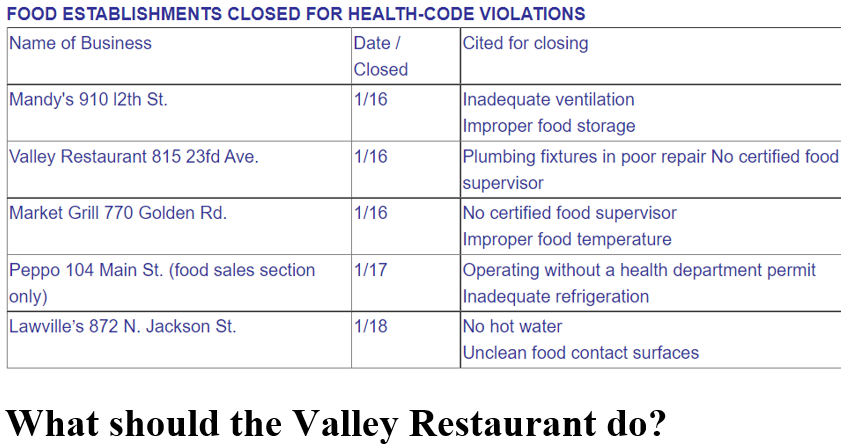 FOOD ESTABLISHMENTS CLOSED FOR HEALTH-CODE VIOLATIONS
Name of Business Date / Closed Cited for closing
Mandy's 910 l2th St. 1/16 Inadequate ventilation
Improper food storage
Valley Restaurant 815 23fd Ave. 1/16 Plumbing fixtures in poor repair No certified food
supervisor
Market Grill 770 Golden Rd. 1/16 No certified food supervisor
Improper food temperature
Peppo 104 Main St. (food sales section
only) 1/17 Operating without a health department permit
Inadequate refrigeration
Lawville’s 872 N. Jackson St. 1/18 No hot water
Unclean food contact surfaces
What should the Valley Restaurant do?